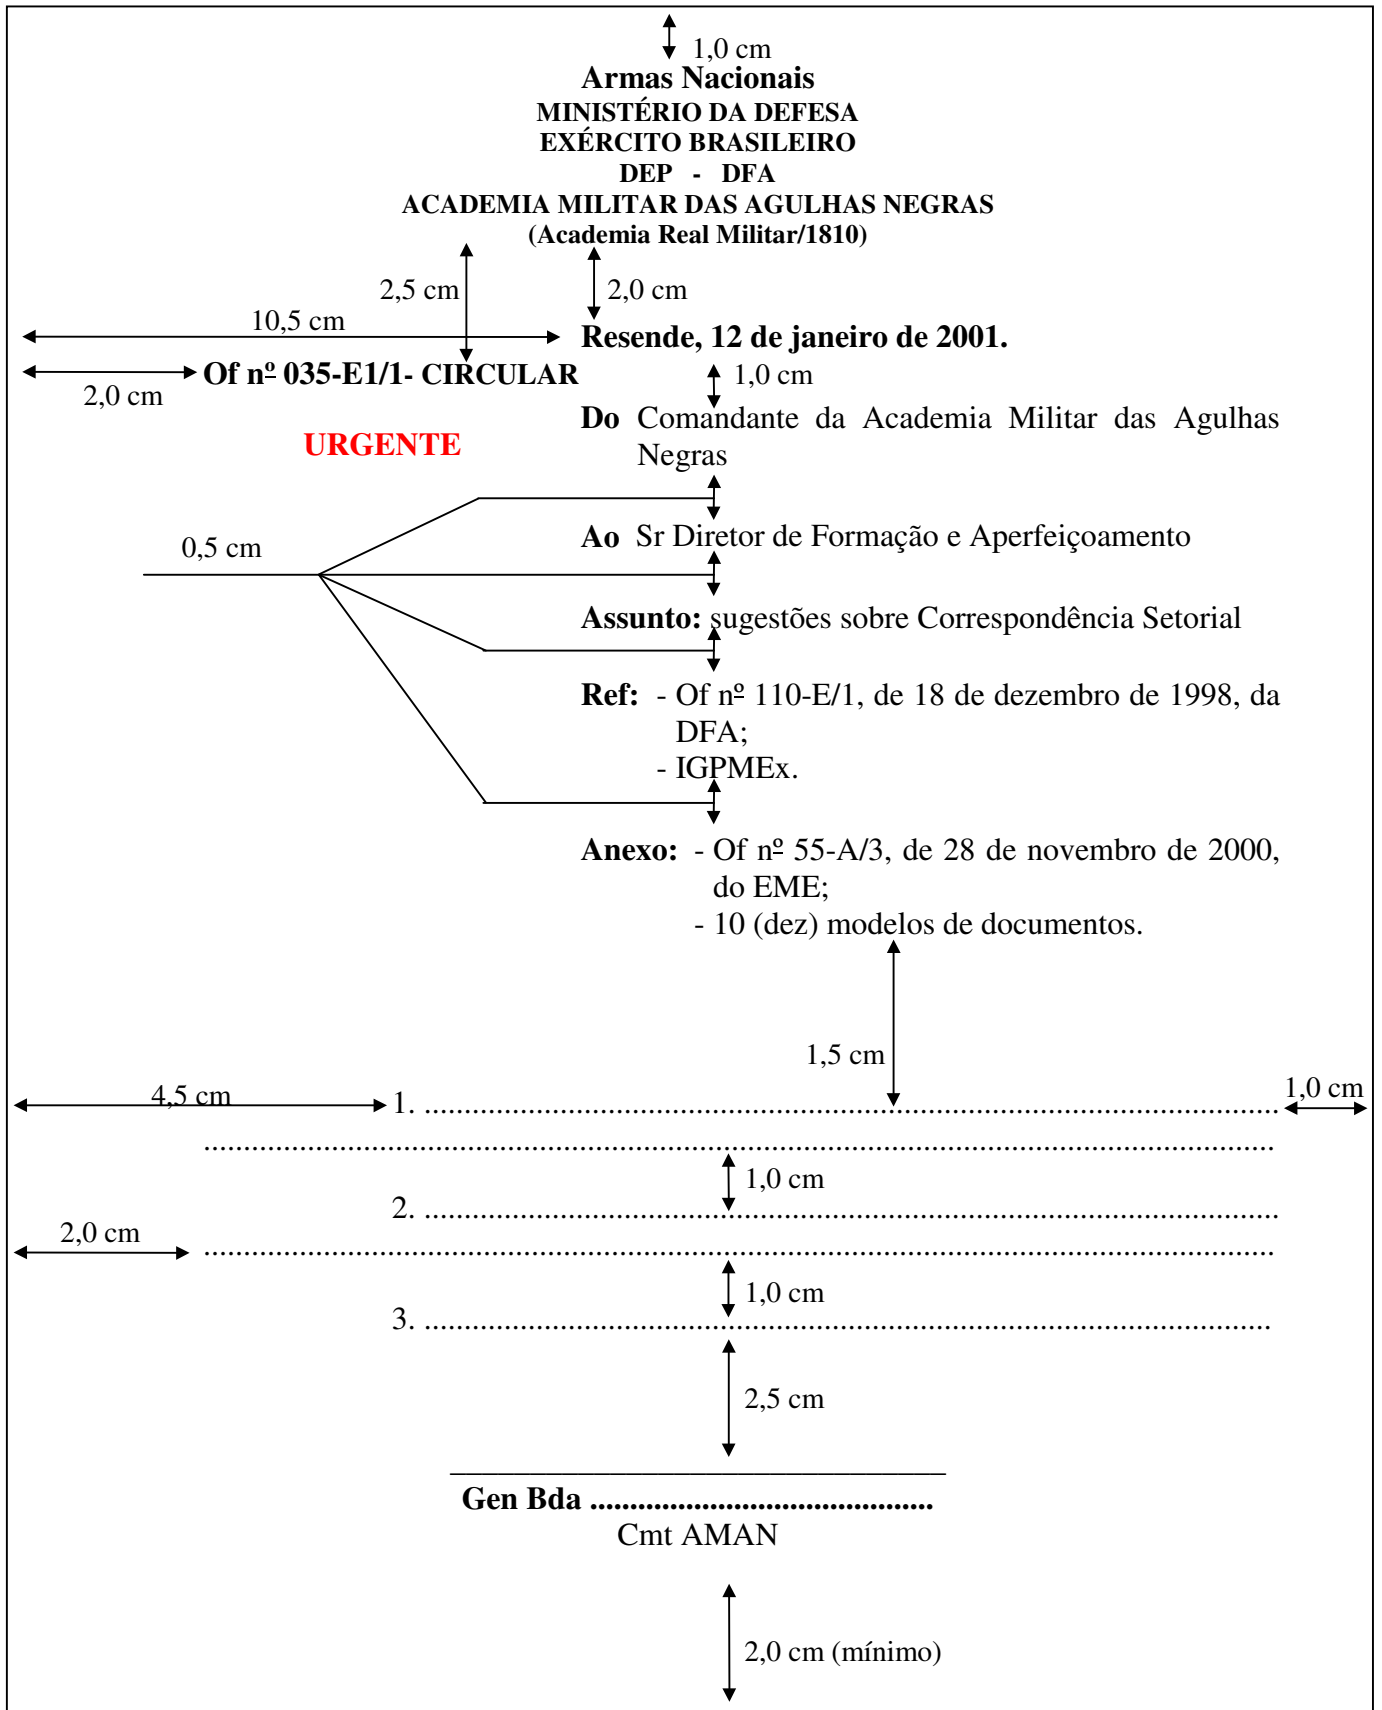 1,0 cm
Armas Nacionais
MINISTÉRIO DA DEFESA
EXÉRCITO BRASILEIRO
DEP - DFA
ACADEMIA MILITAR DAS AGULHAS NEGRAS
(Academia Real Militar/1810)
2,5 cm
2,0 cm
10,5 cm
Resende, 12 de janeiro de 2001.
Of nº 035-E1/1- CIRCULAR
1,0 cm
2,0 cm
Do Comandante da Academia Militar das Agulhas
Negras
URGENTE
0,5 cm
Ao Sr Diretor de Formação e Aperfeiçoamento
Assunto: sugestões sobre Correspondência Setorial
Ref: - Of nº 110-E/1, de 18 de dezembro de 1998, da
DFA;
- IGPMEx.
Anexo: - Of nº 55-A/3, de 28 de novembro de 2000,
do EME;
- 10 (dez) modelos de documentos.
1,5 cm
4,5 cm
1. ...........................................................................................................
1,0 cm
......................................................................................................................................
1,0 cm
2. ...........................................................................................................
2,0 cm
......................................................................................................................................
1,0 cm
3. ..........................................................................................................
2,5 cm
_________________________________
Gen Bda ...........................................
Cmt AMAN
2,0 cm (mínimo)